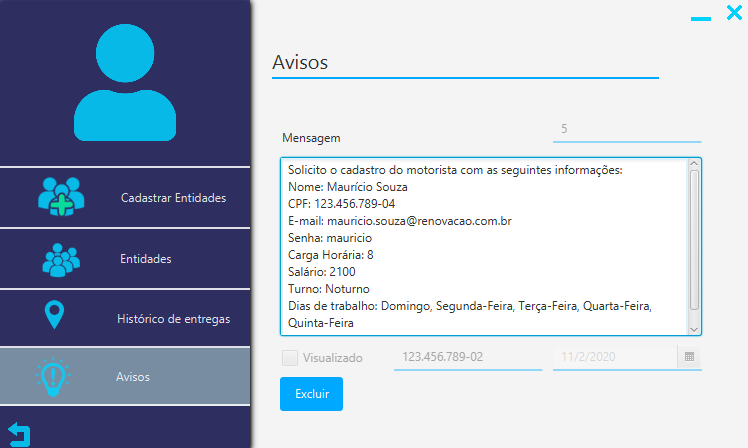 Cadastrar Entidades
Entidades
Histórico de entregas
Avisos
Avisos
Mensagem
5
Solicito o cadastro do motorista com as seguintes informações:
Nome: Maurício Souza
CPF: 123.456.789-04
E-mail: mauricio.souza@renovacao.com.br
Senha: mauricio
Carga Horária: 8
Salário: 2100
Turno: Noturno
Dias de trabalho: Domingo, Segunda-Feira, Terça-Feira, Quarta-Feira,
Quinta-Feira
Visualizado
123.456.789-02
11/2/2020
Excluir